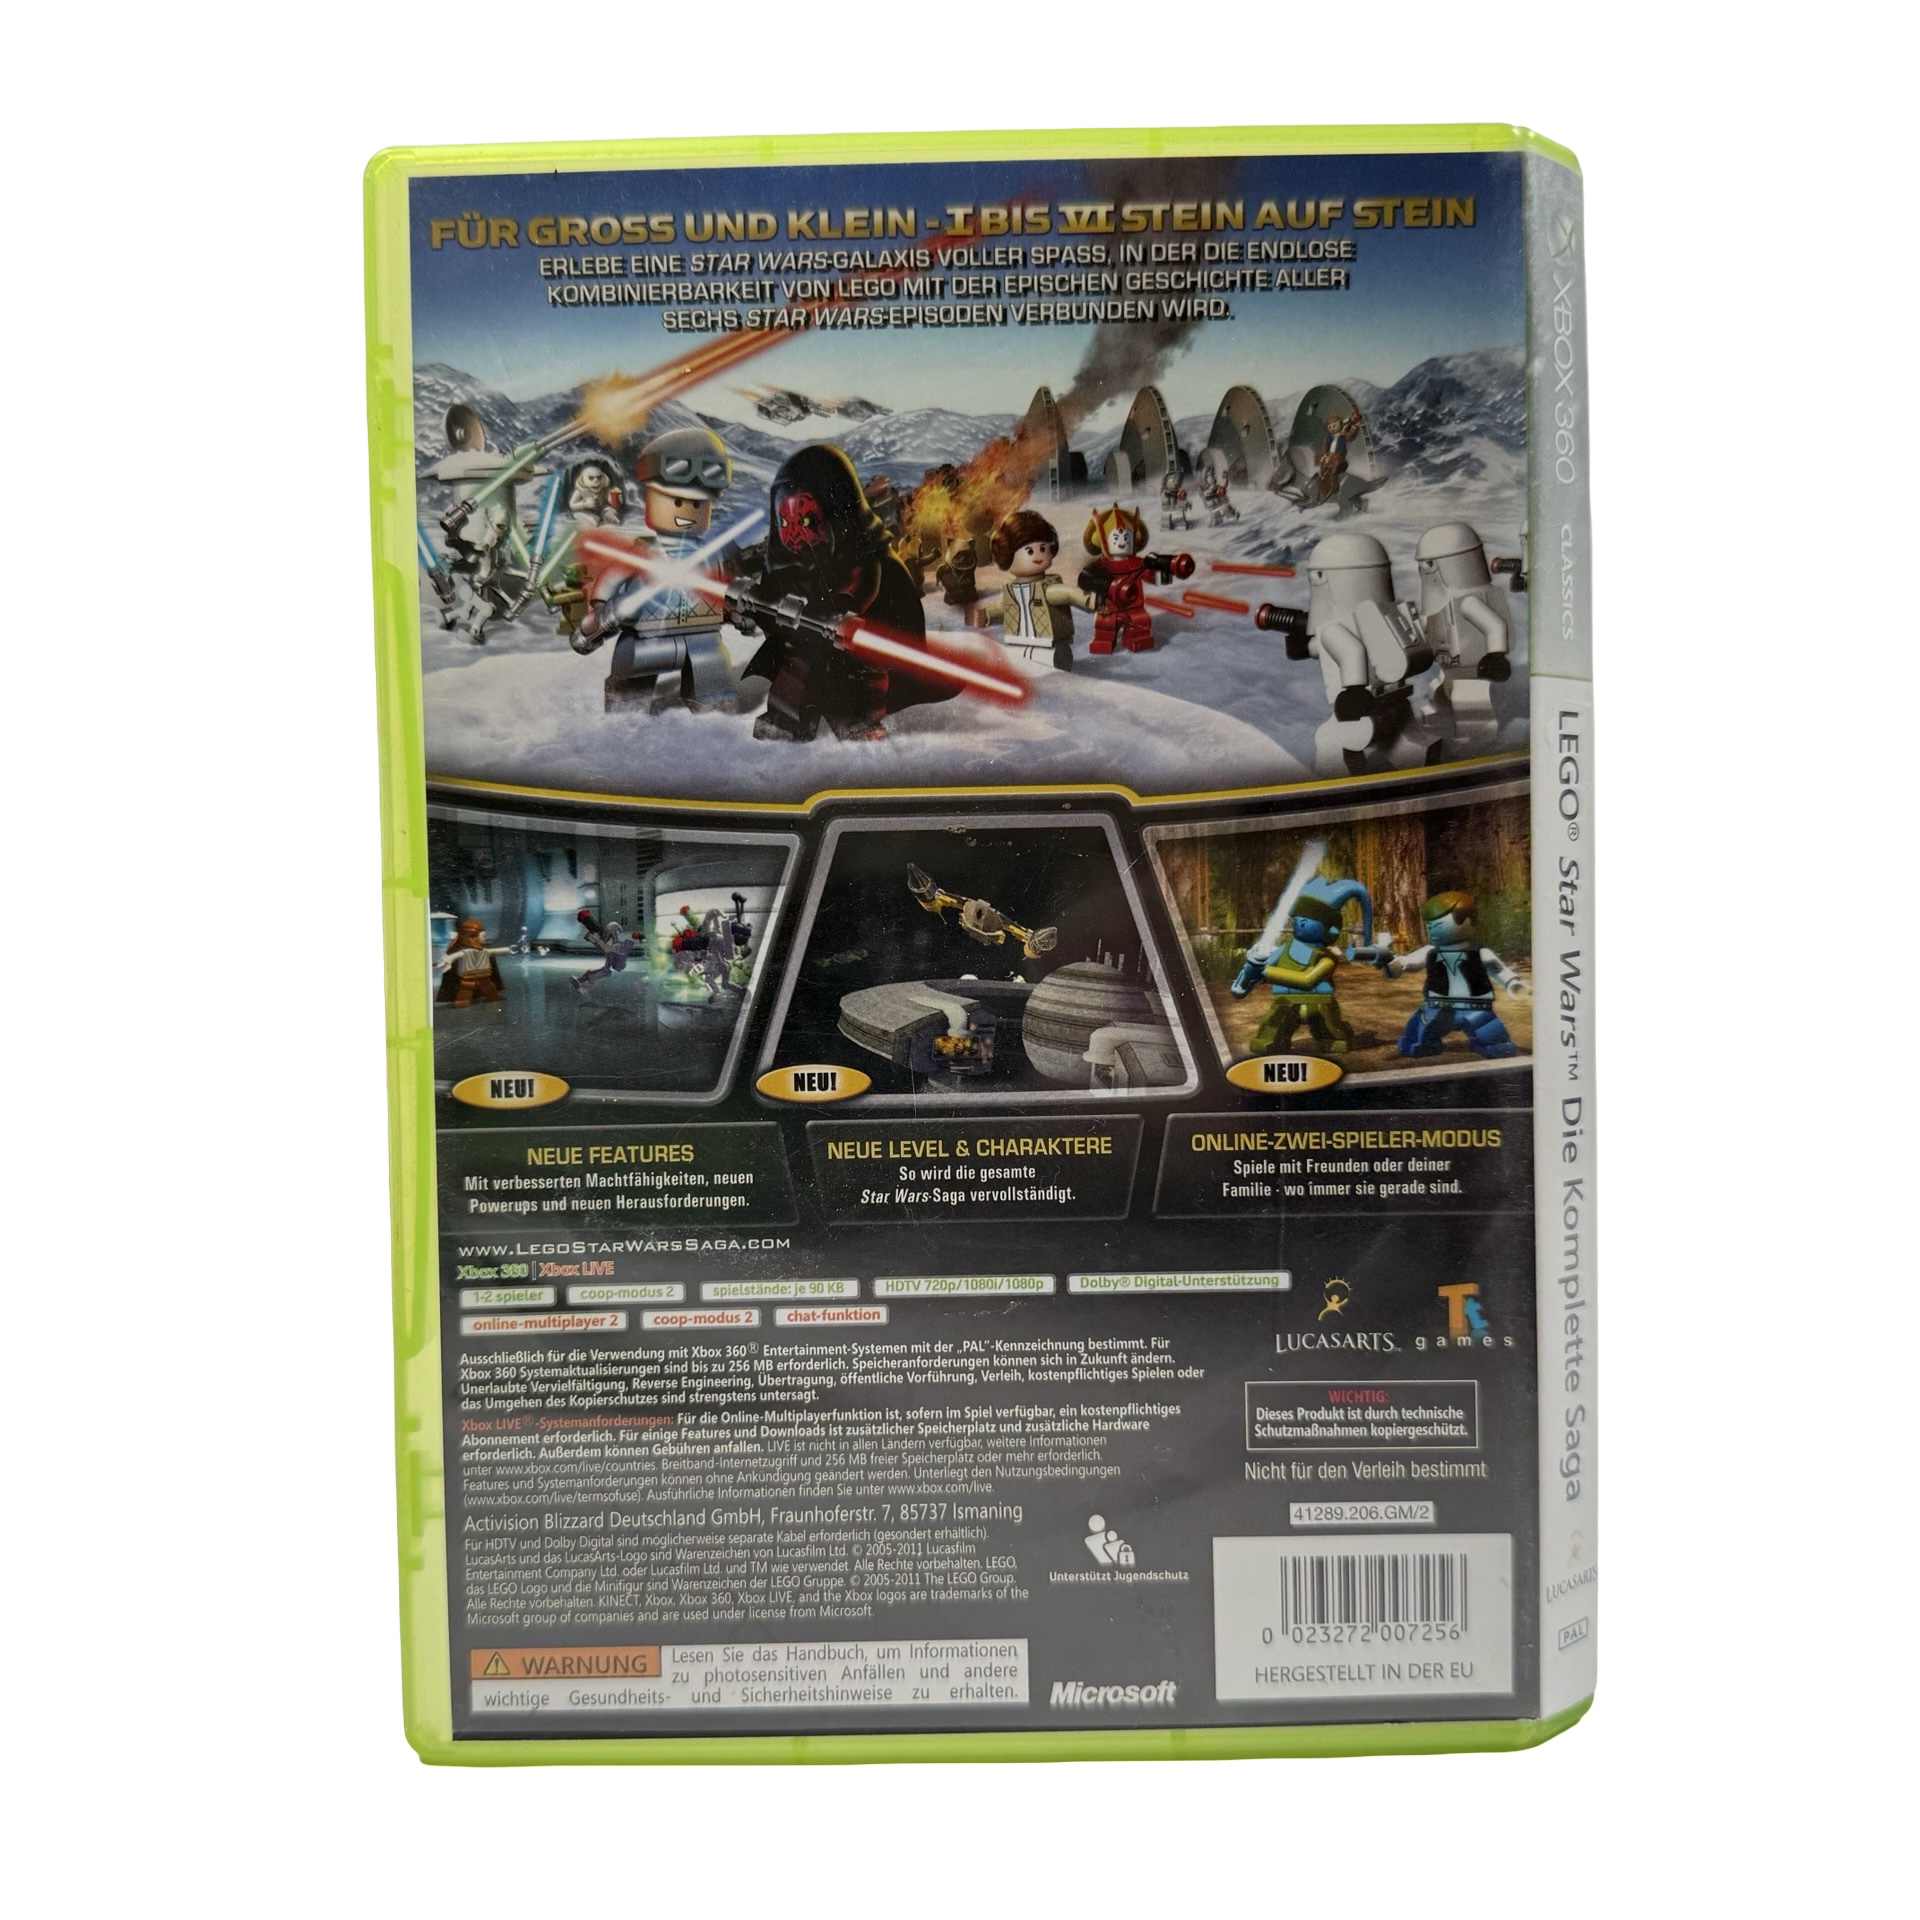 FÜR GROSS UND KLEIN - I BIS VI STEIN AUF STEIN
ERLEBE EINE STAR WARS-GALAXIS VOLLER SPASS, IN DER DIE ENDLOSE
KOMBINIERBARKEIT VON LEGO MIT DER EPISCHEN GESCHICHTE ALLER
SECHS STAR WARS-EPISODEN VERBUNDEN WIRD.
NEU!
NEU!
NEU!
NEUE FEATURES
Mit verbesserten Machtfähigkeiten, neuen
Powerups und neuen Herausforderungen.
NEUE LEVEL & CHARAKTERE
So wird die gesamte
Star Wars-Saga vervollständigt.
ONLINE-ZWEI-SPIELER-MODUS
Spiele mit Freunden oder deiner
Familie - wo immer sie gerade sind.
WWW.LEGOSTARWARSSAGA.COM
Xbox 360 | Xbox LIVE
1-2 spieler
coop-modus 2
spielstände: je 90 KB
HDTV 720p/1080i/1080p
Dolby® Digital-Unterstützung
online-multiplayer 2
coop-modus 2
chat-funktion
Ausschließlich für die Verwendung mit Xbox 360® Entertainment-Systemen mit der „PAL"-Kennzeichnung bestimmt. Für
Xbox 360 Systemaktualisierungen sind bis zu 256 MB erforderlich. Speicheranforderungen können sich in Zukunft ändern.
Unerlaubte Vervielfältigung, Reverse Engineering, Übertragung, öffentliche Vorführung, Verleih, kostenpflichtiges Spielen oder
das Umgehen des Kopierschutzes sind strengstens untersagt.
Xbox LIVE®-Systemanforderungen: Für die Online-Multiplayerfunktion ist, sofern im Spiel verfügbar, ein kostenpflichtiges
Abonnement erforderlich. Für einige Features und Downloads ist zusätzlicher Speicherplatz und zusätzliche Hardware
erforderlich. Außerdem können Gebühren anfallen. LIVE ist nicht in allen Ländern verfügbar, weitere Informationen
unter www.xbox.com/live/countries. Breitband-Internetzugriff und 256 MB freier Speicherplatz oder mehr erforderlich.
Features und Systemanforderungen können ohne Ankündigung geändert werden. Unterliegt den Nutzungsbedingungen
(www.xbox.com/live/termsofuse). Ausführliche Informationen finden Sie unter www.xbox.com/live.
Activision Blizzard Deutschland GmbH, Fraunhoferstr. 7, 85737 Ismaning
Für HDTV und Dolby Digital sind möglicherweise separate Kabel erforderlich (gesondert erhältlich).
LucasArts und das LucasArts-Logo sind Warenzeichen von Lucasfilm Ltd. © 2005-2011 Lucasfilm
Entertainment Company Ltd. oder Lucasfilm Ltd. und TM wie verwendet. Alle Rechte vorbehalten. LEGO,
das LEGO Logo und die Minifigur sind Warenzeichen der LEGO Gruppe. © 2005-2011 The LEGO Group.
Alle Rechte vorbehalten. KINECT, Xbox, Xbox 360, Xbox LIVE, and the Xbox logos are trademarks of the
Microsoft group of companies and are used under license from Microsoft.
WARNUNG Lesen Sie das Handbuch, um Informationen
zu photosensitiven Anfällen und andere
wichtige Gesundheits- und Sicherheitshinweise zu erhalten.
LUCASARTS.
Tt
games
WICHTIG:
Dieses Produkt ist durch technische
Schutzmaßnahmen kopiergeschützt.
Nicht für den Verleih bestimmt
41289.206.GM/2
Unterstützt Jugendschutz
Microsoft
0 023272 007256
HERGESTELLT IN DER EU
XBOX 360 CLASSICS
LEGO® Star Wars™ Die Komplette Saga
LUCASARTS
PAL